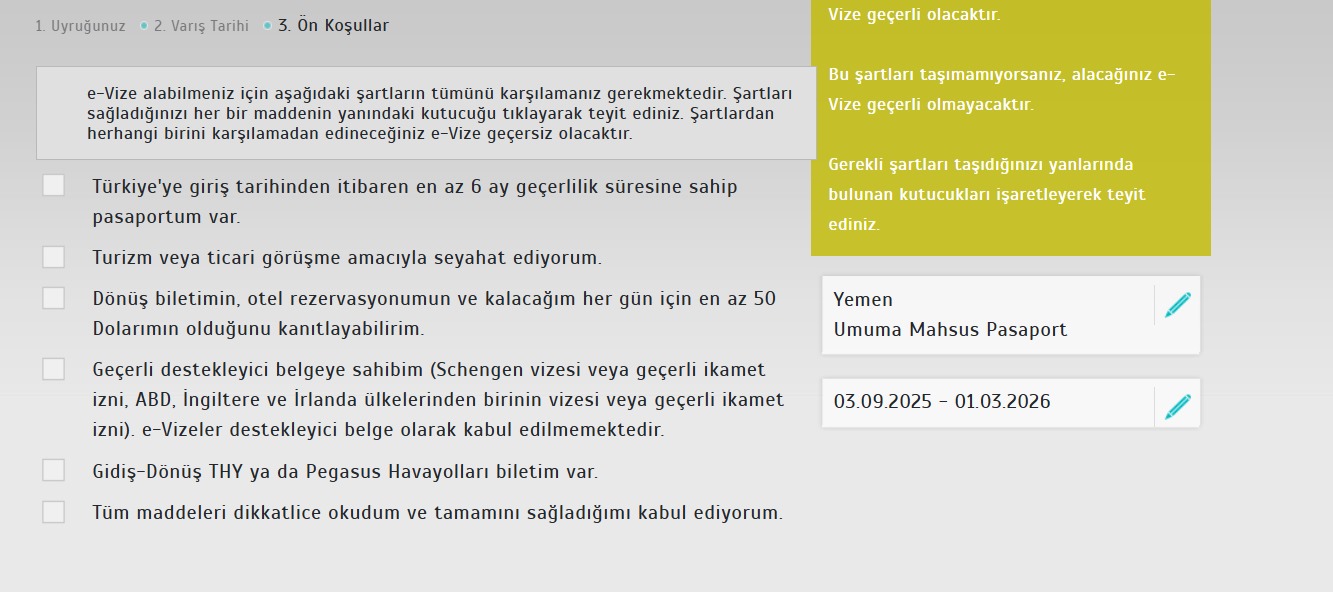 1. Uyruğunuz 2. Varış Tarihi 3. Ön Koşullar
e-Vize alabilmeniz için aşağıdaki şartların tümünü karşılamanız gerekmektedir. Şartları
sağladığınızı her bir maddenin yanındaki kutucuğu tıklayarak teyit ediniz. Şartlardan
herhangi birini karşılamadan edineceğiniz e-Vize geçersiz olacaktır.
Türkiye'ye giriş tarihinden itibaren en az 6 ay geçerlilik süresine sahip
pasaportum var.
Turizm veya ticari görüşme amacıyla seyahat ediyorum.
Dönüş biletimin, otel rezervasyonumun ve kalacağım her gün için en az 50
Dolarımın olduğunu kanıtlayabilirim.
Geçerli destekleyici belgeye sahibim (Schengen vizesi veya geçerli ikamet
izni, ABD, İngiltere ve İrlanda ülkelerinden birinin vizesi veya geçerli ikamet
izni). e-Vizeler destekleyici belge olarak kabul edilmemektedir.
Gidiş-Dönüş THY ya da Pegasus Havayolları biletim var.
Tüm maddeleri dikkatlice okudum ve tamamını sağladığımı kabul ediyorum.
Vize geçerli olacaktır.
Bu şartları taşımamıyorsanız, alacağınız e-
Vize geçerli olmayacaktır.
Gerekli şartları taşıdığınızı yanlarında
bulunan kutucukları işaretleyerek teyit
ediniz.
Yemen
Umuma Mahsus Pasaport
03.09.2025 - 01.03.2026